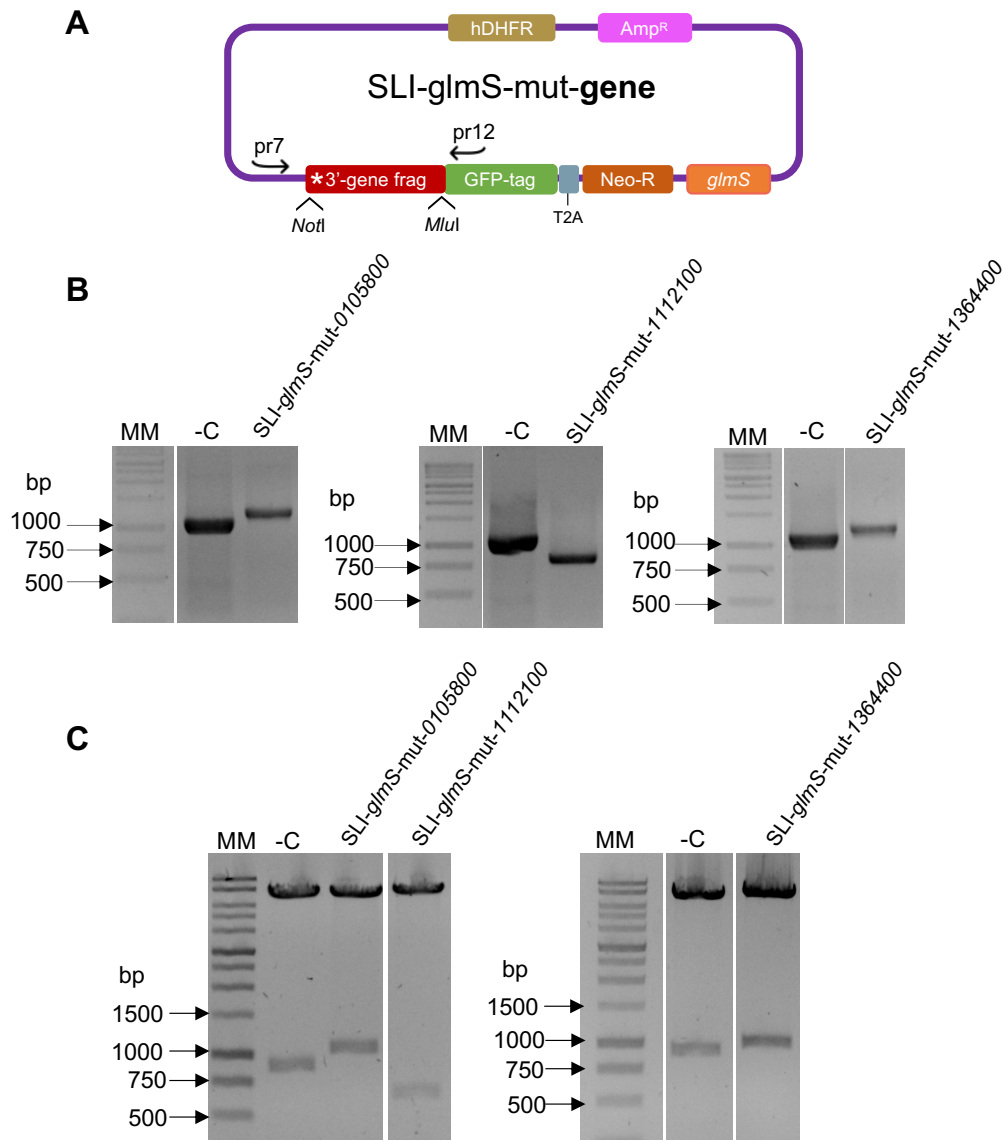 A
hDHFR
Ampᴿ
SLI-glmS-mut-gene
pr7
pr12
*3'-gene frag
GFP-tag
Neo-R
glmS
NotI
MluI
T2A
B
SLI-glmS-mut-0105800
SLI-glmS-mut-1112100
SLI-glmS-mut-1364400
MM
-C
MM
-C
MM
-C
bp
1000
750
500
bp
1000
750
500
bp
1000
750
500
C
SLI-glmS-mut-0105800
SLI-glmS-mut-1112100
SLI-glmS-mut-1364400
MM
-C
MM
-C
bp
1500
1000
750
500
bp
1500
1000
750
500